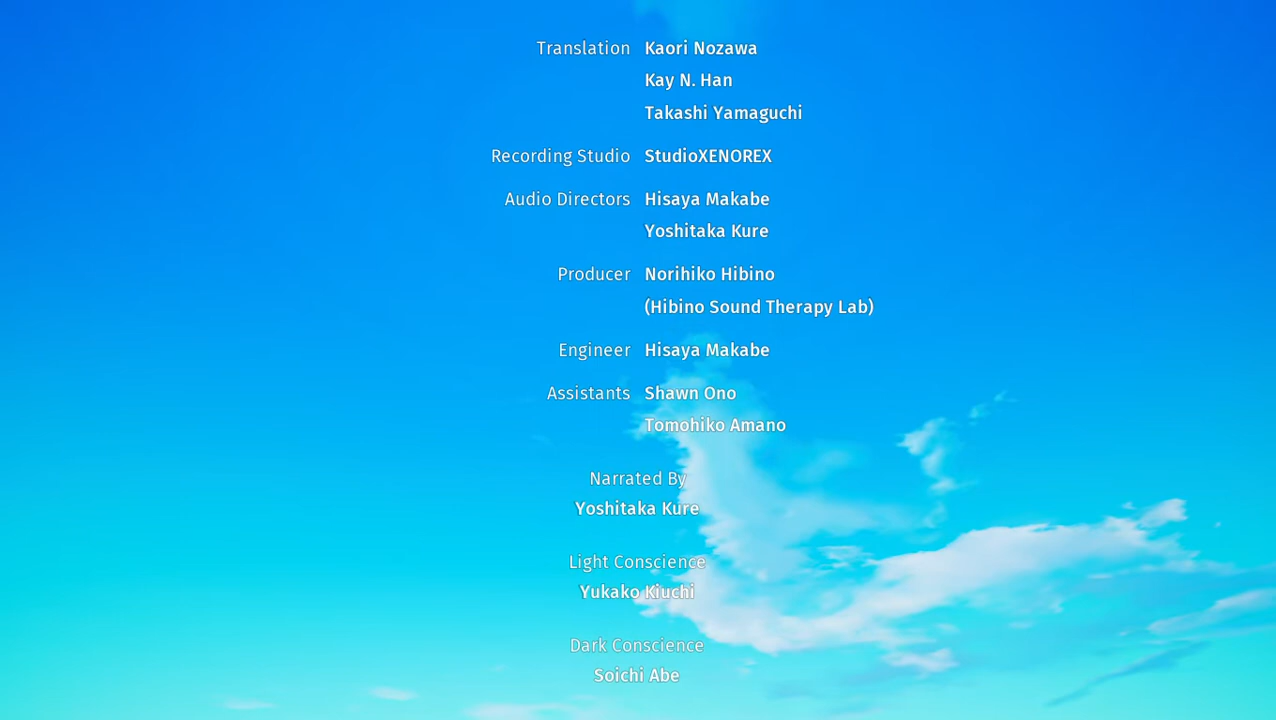 Translation Kaori Nozawa
Kay N. Han
Takashi Yamaguchi
Recording Studio StudioXENOREX
Audio Directors Hisaya Makabe
Yoshitaka Kure
Producer Norihiko Hibino
(Hibino Sound Therapy Lab)
Engineer Hisaya Makabe
Assistants Shawn Ono
Tomohiko Amano
Narrated By
Yoshitaka Kure
Light Conscience
Yukako Kiuchi
Dark Conscience
Soichi Abe